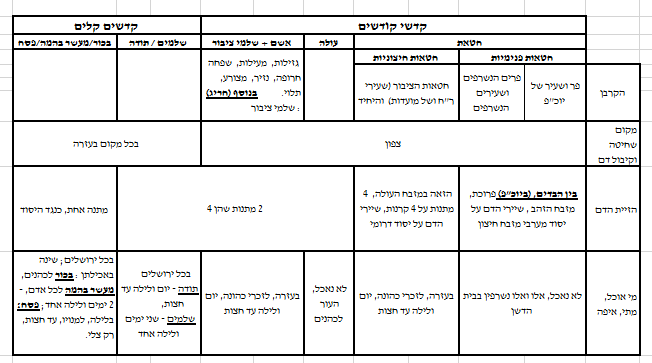 קדשי קודשים
קדשים קלים
חטאת
אשם + שלמי ציבור
עולה
שלמים / תודה
בכור/מעשר בהמה/פסח
חטאות פנימיות
חטאות חיצוניות
הקרבן
פר ושעיר של
יוכ"פ
פרים הנשרפים
ושעירים
הנשרפים
חטאות הציבור (שעירי
ר"ח ושל מועדות) והיחיד
גזילות, מעילות, שפחה
חרופה, נזיר, מצורע,
תלוי. בנוסף (חריג)
: שלמי ציבור
מקום
שחיטה
וקיבול דם
צפון
בכל מקום בעזרה
הזיית הדם
בין הבדים, (ביוכ"פ) פרוכת,
מזבח הזהב , שיירי הדם על
יסוד מערבי מזבח חיצון
הזאה במזבח העולה, 4
מתנות על 4 קרנות, שיירי
הדם על יסוד דרומי
2 מתנות שהן 4
מתנה אחת, כנגד היסוד
מי אוכל,
מתי, איפה
לא נאכל, אלו ואלו נשרפין בבית
הדשן
בעזרה, לזכרי כהונה, יום
ולילה עד חצות
לא נאכל,
העור
לכהנים
בעזרה, לזכרי כהונה, יום
ולילה עד חצות
בכל ירושלים
תודה - יום ולילה עד
חצות,
שלמים - שני ימים
ולילה אחד
בכל ירושלים; שינה
באכילתן : בכור לכהנים,
מעשר בהמה לכל אדם, -
2 ימים ולילה אחד; פסח:
בלילה, למנויו, עד חצות,
רק צלי.